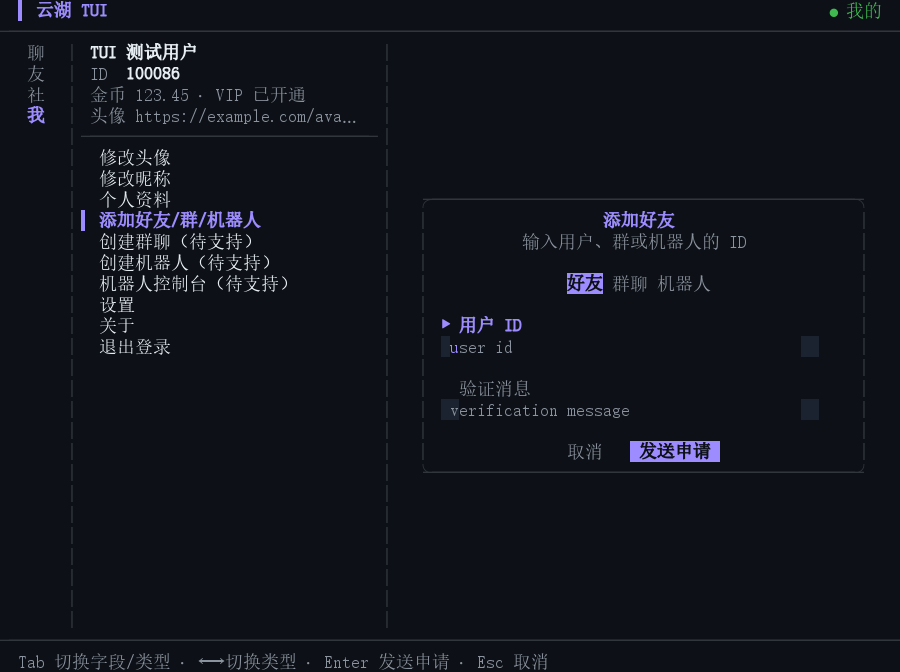 云湖 TUI
● 我的
聊
友
社
我
TUI 测试用户
ID 100086
金币 123.45 · VIP 已开通
头像 https://example.com/ava…
修改头像
修改昵称
个人资料
添加好友/群/机器人
创建群聊（待支持）
创建机器人（待支持）
机器人控制台（待支持）
设置
关于
退出登录
添加好友
输入用户、群或机器人的 ID
好友 群聊 机器人
▶ 用户 ID
user id
验证消息
verification message
取消 发送申请
Tab 切换字段/类型 · ←→切换类型 · Enter 发送申请 · Esc 取消